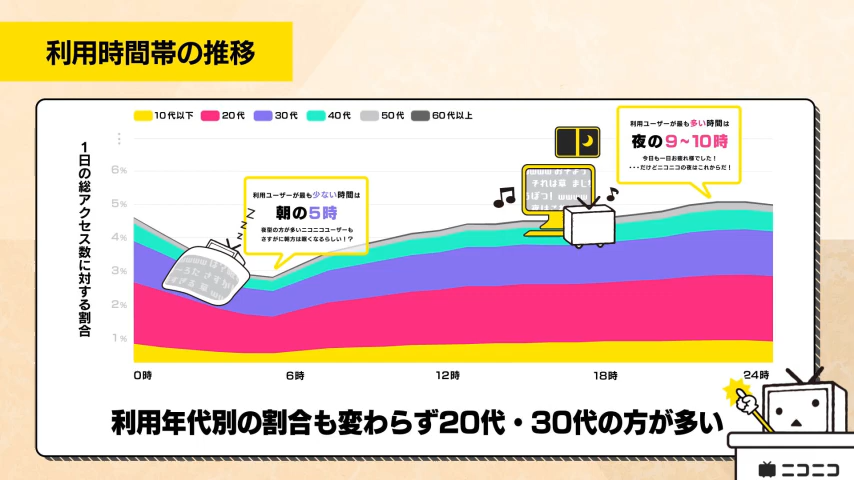 利用時間帯の推移
10代以下 20代 30代 40代 50代 60代以上
1日の総アクセス数に対する割合
6%
5%
4%
3%
2%
1%
利用ユーザーが最も少ない時間は
朝の5時
夜型の方が多いニコニコユーザーも
さすがに朝方は眠くなるらしい！？
z z z z
利用ユーザーが最も多い時間は
夜の9~10時
今日も一日お疲れ様でした！
・・・だけどニコニコの夜はこれからだ！
それは草
0時 6時 12時 18時 24時
利用年代別の割合も変わらず20代・30代の方が多い
ニコニコ